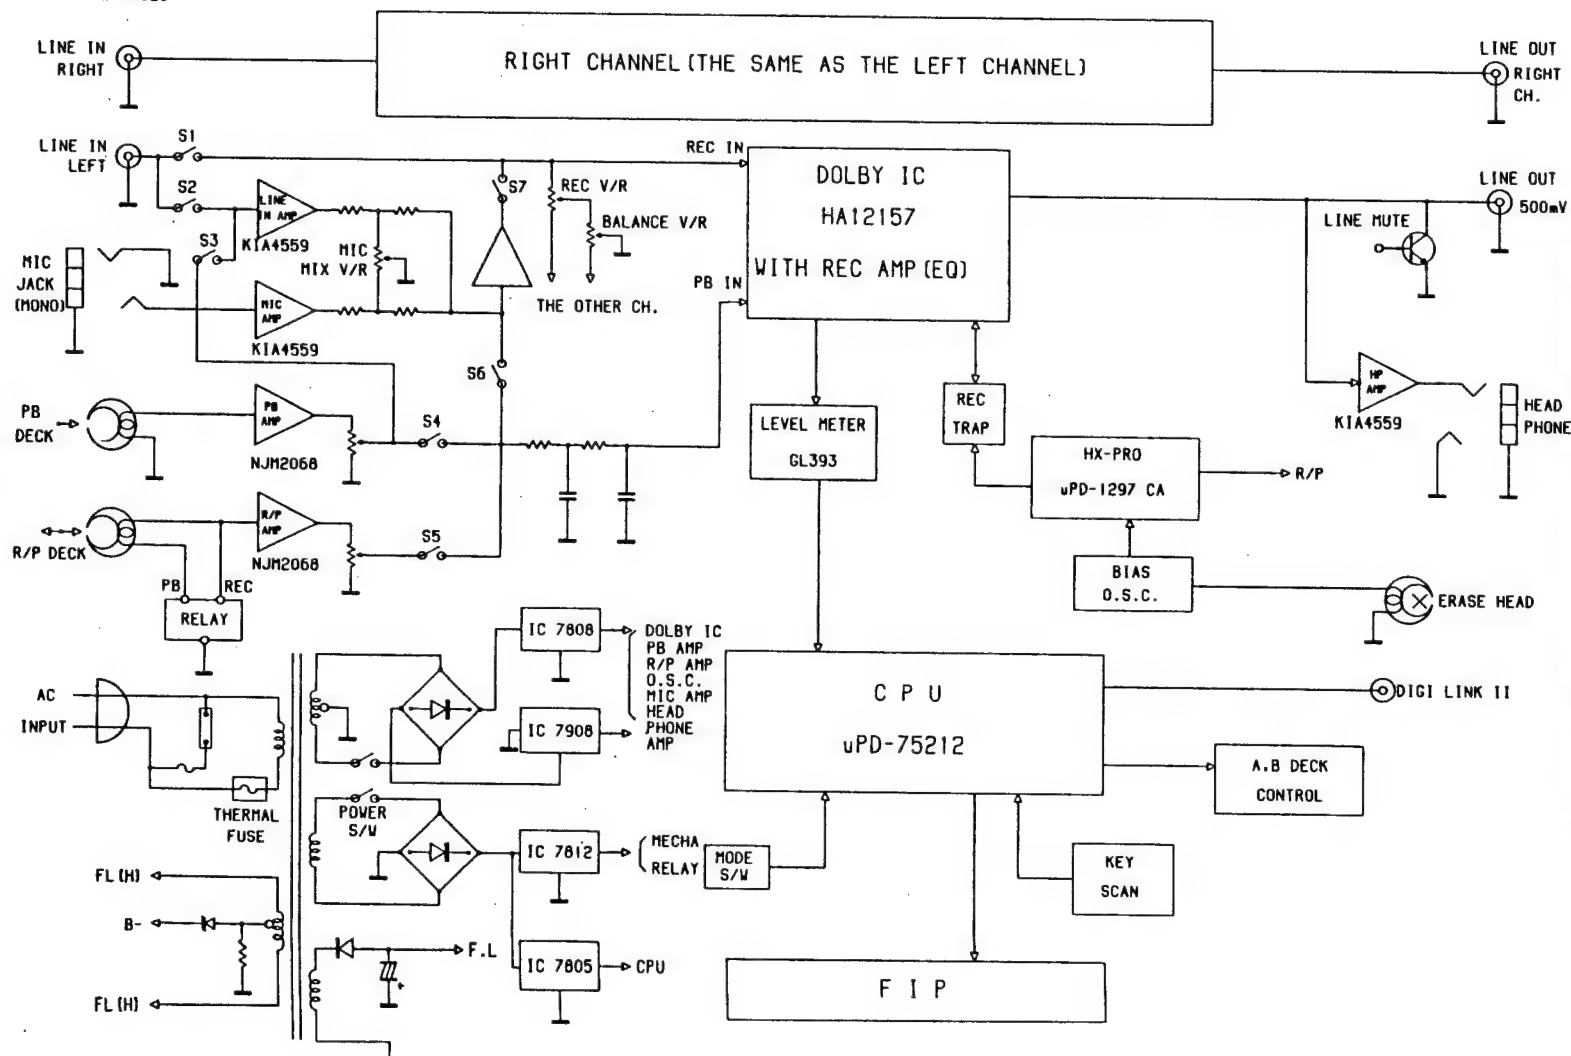 LINE IN
RIGHT
RIGHT CHANNEL(THE SAME AS THE LEFT CHANNEL)
LINE OUT
RIGHT
CH.
LINE IN
LEFT
S1
S2
S3
LINE
IN AMP
KIA4559
MIC
MIX V/R
S7
REC V/R
BALANCE V/R
THE OTHER CH.
REC IN
PB IN
DOLBY IC
HA12157
WITH REC AMP(EQ)
LINE OUT
500mV
LINE MUTE
MIC
JACK
(MONO)
MIC
AMP
KIA4559
S6
PB
DECK
PB
AMP
NJM2068
S4
LEVEL METER
GL393
REC
TRAP
HX-PRO
uPD-1297 CA
R/P
HP
AMP
KIA4559
HEAD
PHONE
R/P DECK
R/P
AMP
NJM2068
S5
PB
REC
RELAY
BIAS
O.S.C.
ERASE HEAD
IC 7808
IC 7908
DOLBY IC
PB AMP
R/P AMP
O.S.C.
MIC AMP
HEAD
PHONE
AMP
AC
INPUT
THERMAL
FUSE
POWER
S/W
C P U
uPD-75212
DIGI LINK II
A.B DECK
CONTROL
IC 7812
MECHA
RELAY
MODE
S/W
KEY
SCAN
FL(H)
B-
FL(H)
F.L
+
IC 7805
CPU
F I P